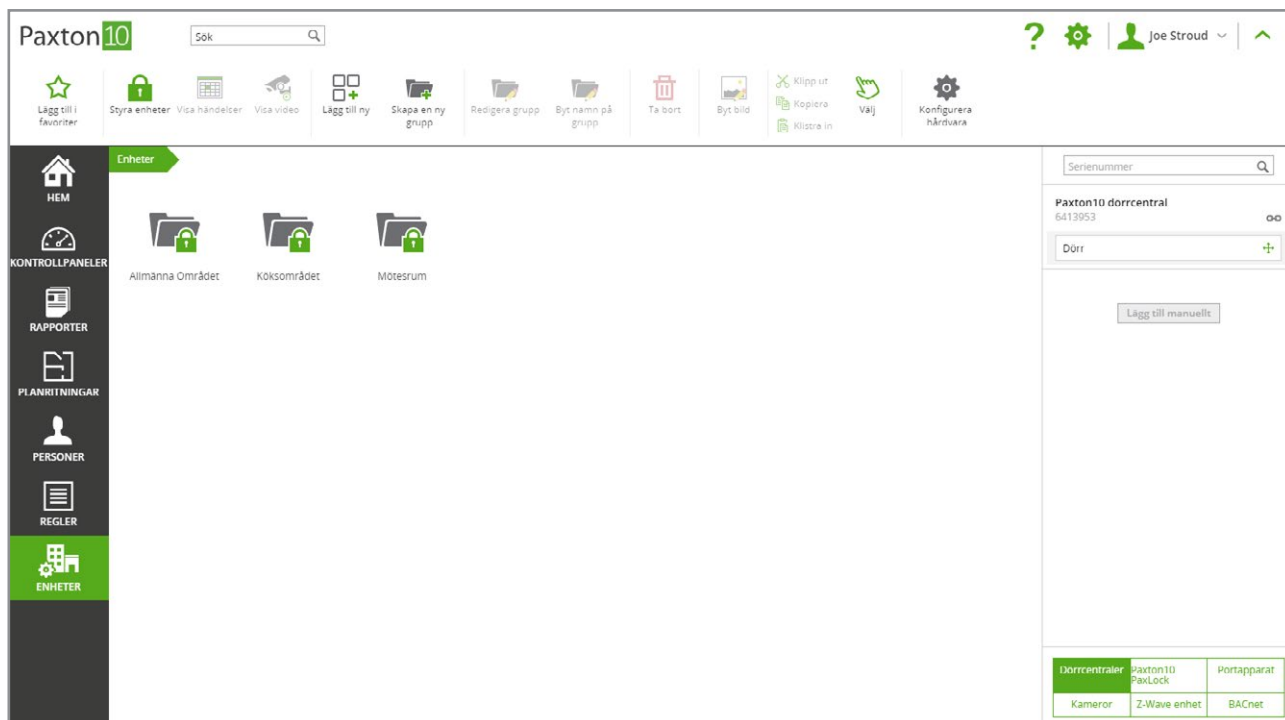 Paxton10
Sök
?
Joe Stroud
Lägg till i
favoriter
Styra enheter
Visa händelser
Visa video
Lägg till ny
Skapa en ny
grupp
Redigera grupp
Byt namn på
grupp
Ta bort
Byt bild
Klipp ut
Kopiera
Klistra in
Välj
Konfigurera
hårdvara
HEM
KONTROLLPANELER
RAPPORTER
PLANRITNINGAR
PERSONER
REGLER
ENHETER
Enheter
Allmänna Området
Köksområdet
Mötesrum
Serienummer
Paxton10 dörrcentral
6413953
Dörr
Lägg till manuellt
Dörrcentraler
Paxton10
PaxLock
Portapparat
Kameror
Z-Wave enhet
BACnet